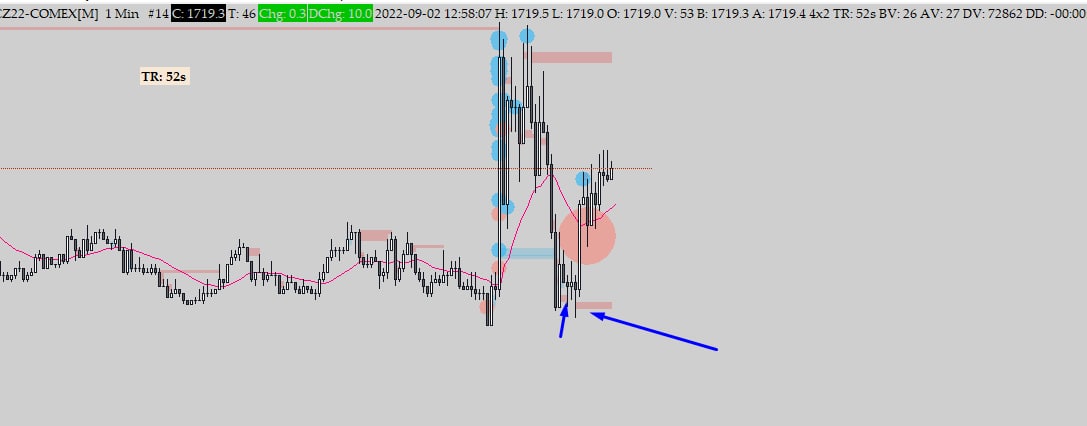 CZ22-COMEX[M] 1 Min #14 C: 1719.3 T: 46 Chg: 0.3 DChg: 10.0 2022-09-02 12:58:07 H: 1719.5 L: 1719.0 O: 1719.0 V: 53 B: 1719.3 A: 1719.4 4x2 TR: 52s BV: 26 AV: 27 DV: 72862 DD: -00:00
TR: 52s